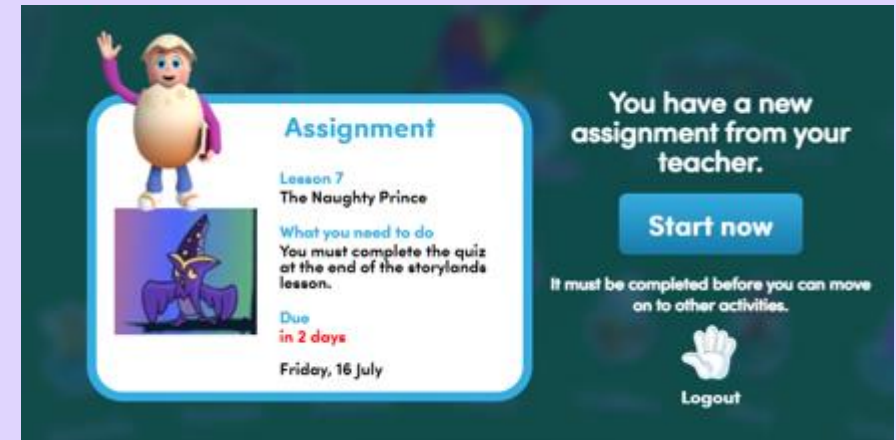 Assignment
Lesson 7
The Naughty Prince
What you need to do
You must complete the quiz
at the end of the storylands
lesson.
Due
in 2 days
Friday, 16 July
You have a new
assignment from your
teacher.
Start now
It must be completed before you can move
on to other activities.
Logout